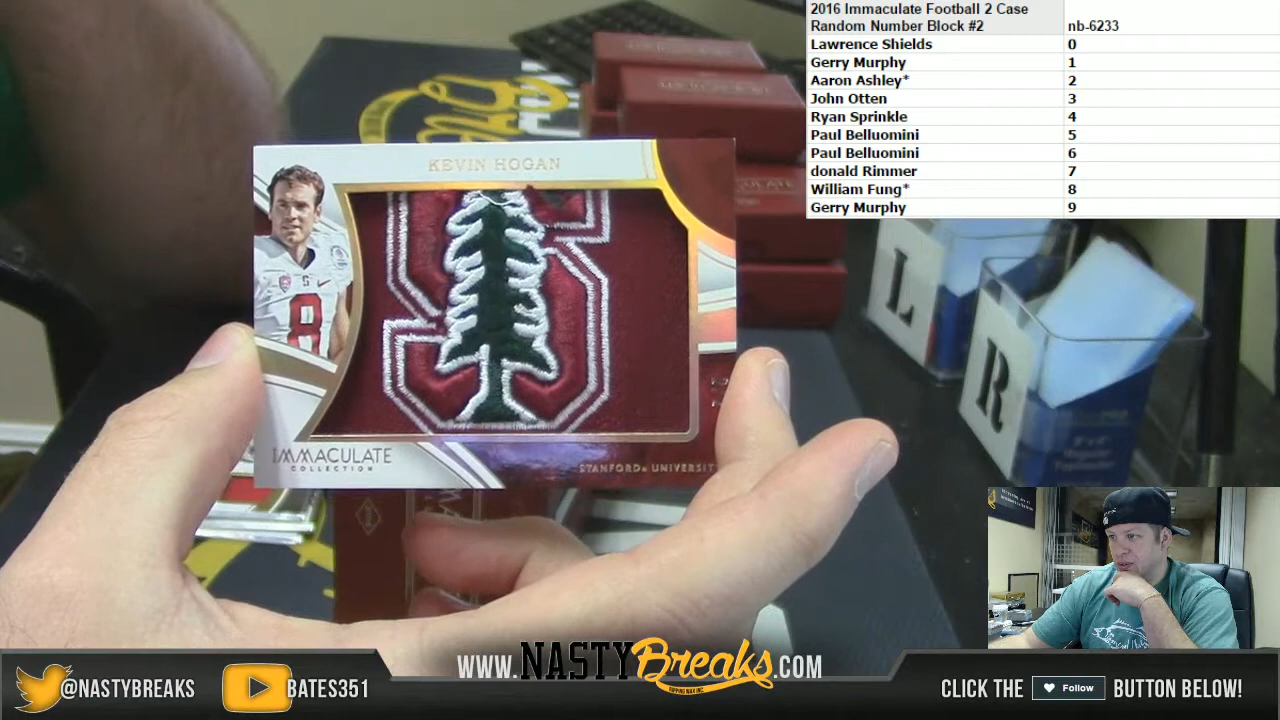 2016 Immaculate Football 2 Case
Random Number Block #2 nb-6233
Lawrence Shields 0
Gerry Murphy 1
Aaron Ashley* 2
John Otten 3
Ryan Sprinkle 4
Paul Belluomini 5
Paul Belluomini 6
donald Rimmer 7
William Fung* 8
Gerry Murphy 9
KEVIN HOGAN
S
8
IMMACULATE
COLLECTION
STANFORD® UNIVERSITY
L
R
WWW.NASTYBreaks.COM
@NASTYBREAKS
BATES351
CLICK THE Follow BUTTON BELOW!